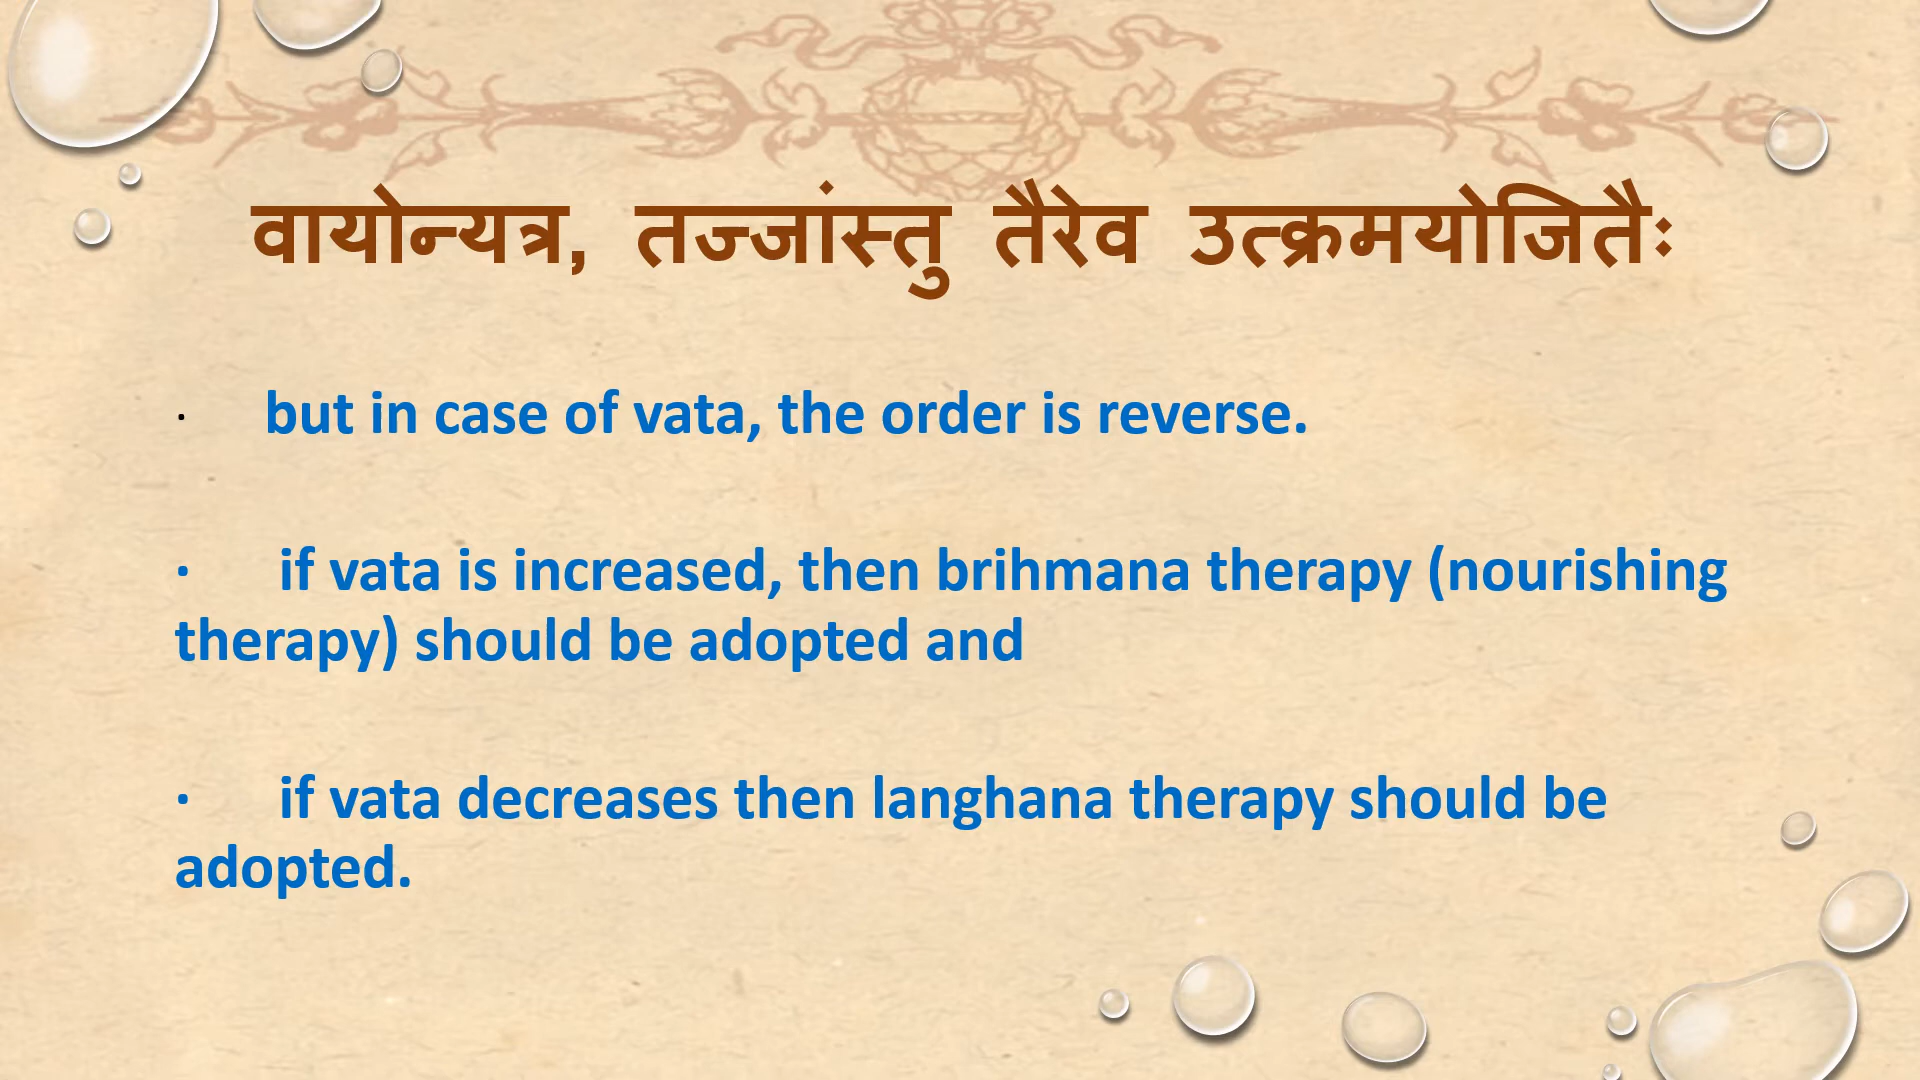 वायोन्यत्र, तज्जांस्तु तैरेव उत्क्रमयोजितैः
· but in case of vata, the order is reverse.
· if vata is increased, then brihmana therapy (nourishing
therapy) should be adopted and
· if vata decreases then langhana therapy should be
adopted.